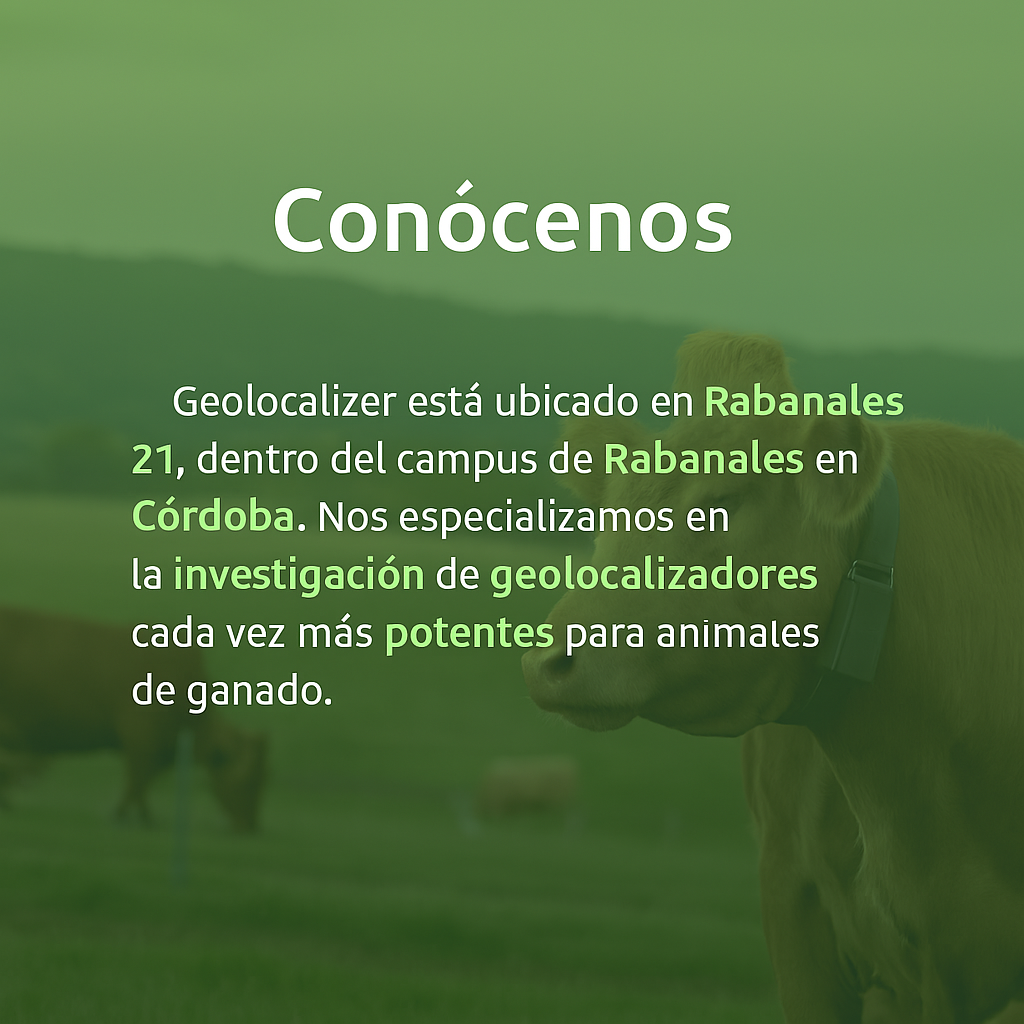 Conócenos
Geolocalizer está ubicado en Rabanales
21, dentro del campus de Rabanales en
Córdoba. Nos especializamos en
la investigación de geolocalizadores
cada vez más potentes para animales
de ganado.